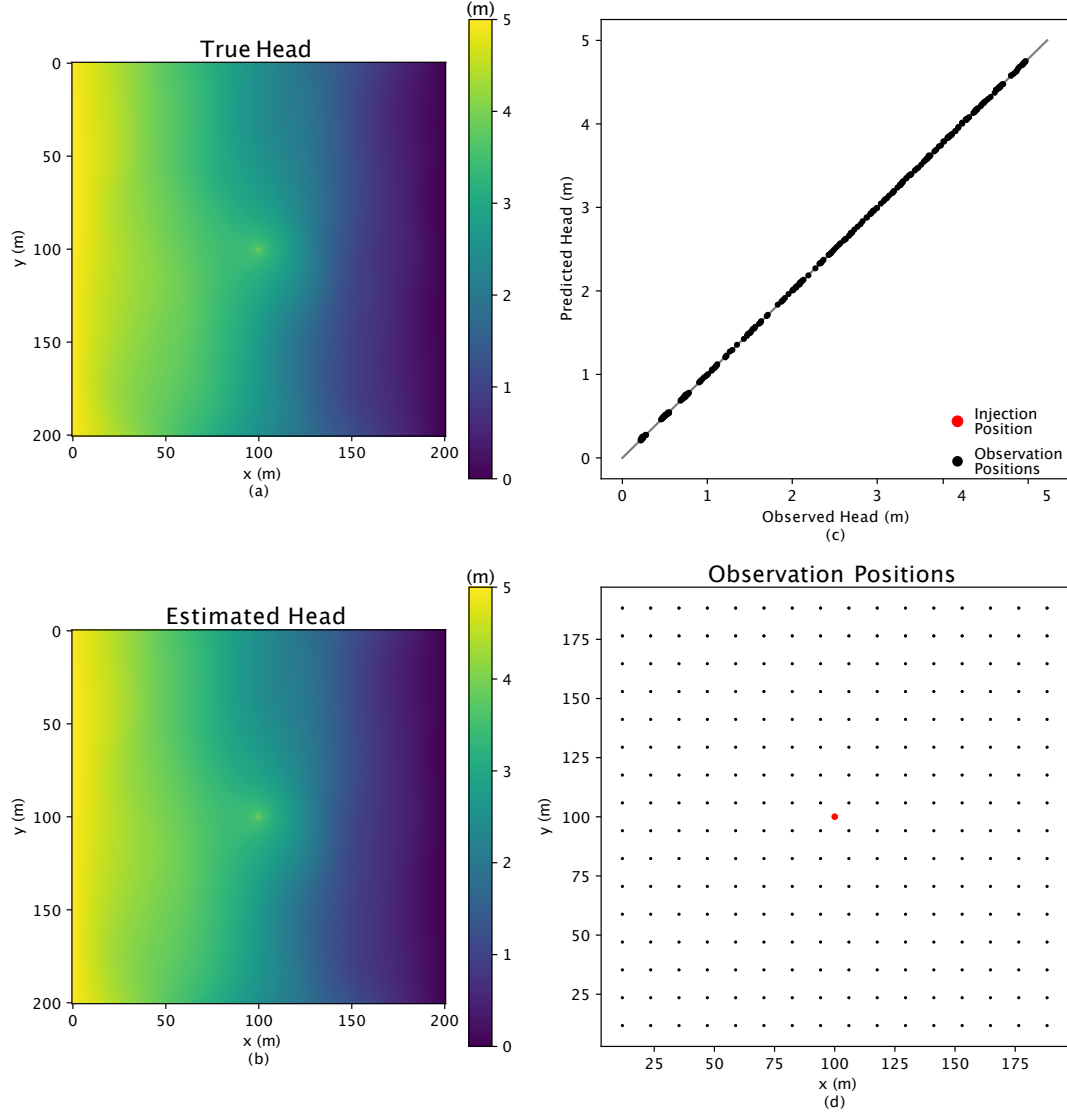 (m)
True Head
0
50
100
150
200
y (m)
0 50 100 150 200
x (m)
(a)
5
4
3
2
1
0
5
4
3
2
1
0
Predicted Head (m)
0 1 2 3 4 5
Observed Head (m)
(c)
Injection
Position
Observation
Positions
(m)
Estimated Head
0
50
100
150
200
y (m)
0 50 100 150 200
x (m)
(b)
5
4
3
2
1
0
Observation Positions
175
150
125
100
75
50
25
y (m)
25 50 75 100 125 150 175
x (m)
(d)